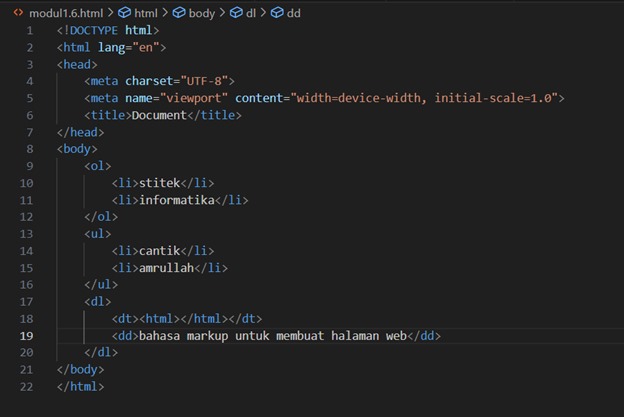 modul1.6.html > html > body > dl > dd
1 <!DOCTYPE html>
2 <html lang="en">
3 <head>
4     <meta charset="UTF-8">
5     <meta name="viewport" content="width=device-width, initial-scale=1.0">
6     <title>Document</title>
7 </head>
8 <body>
9     <ol>
10         <li>stitek</li>
11         <li>informatika</li>
12     </ol>
13     <ul>
14         <li>cantik</li>
15         <li>amrullah</li>
16     </ul>
17     <dl>
18         <dt><html></html></dt>
19         <dd>bahasa markup untuk membuat halaman web</dd>
20     </dl>
21 </body>
22 </html>